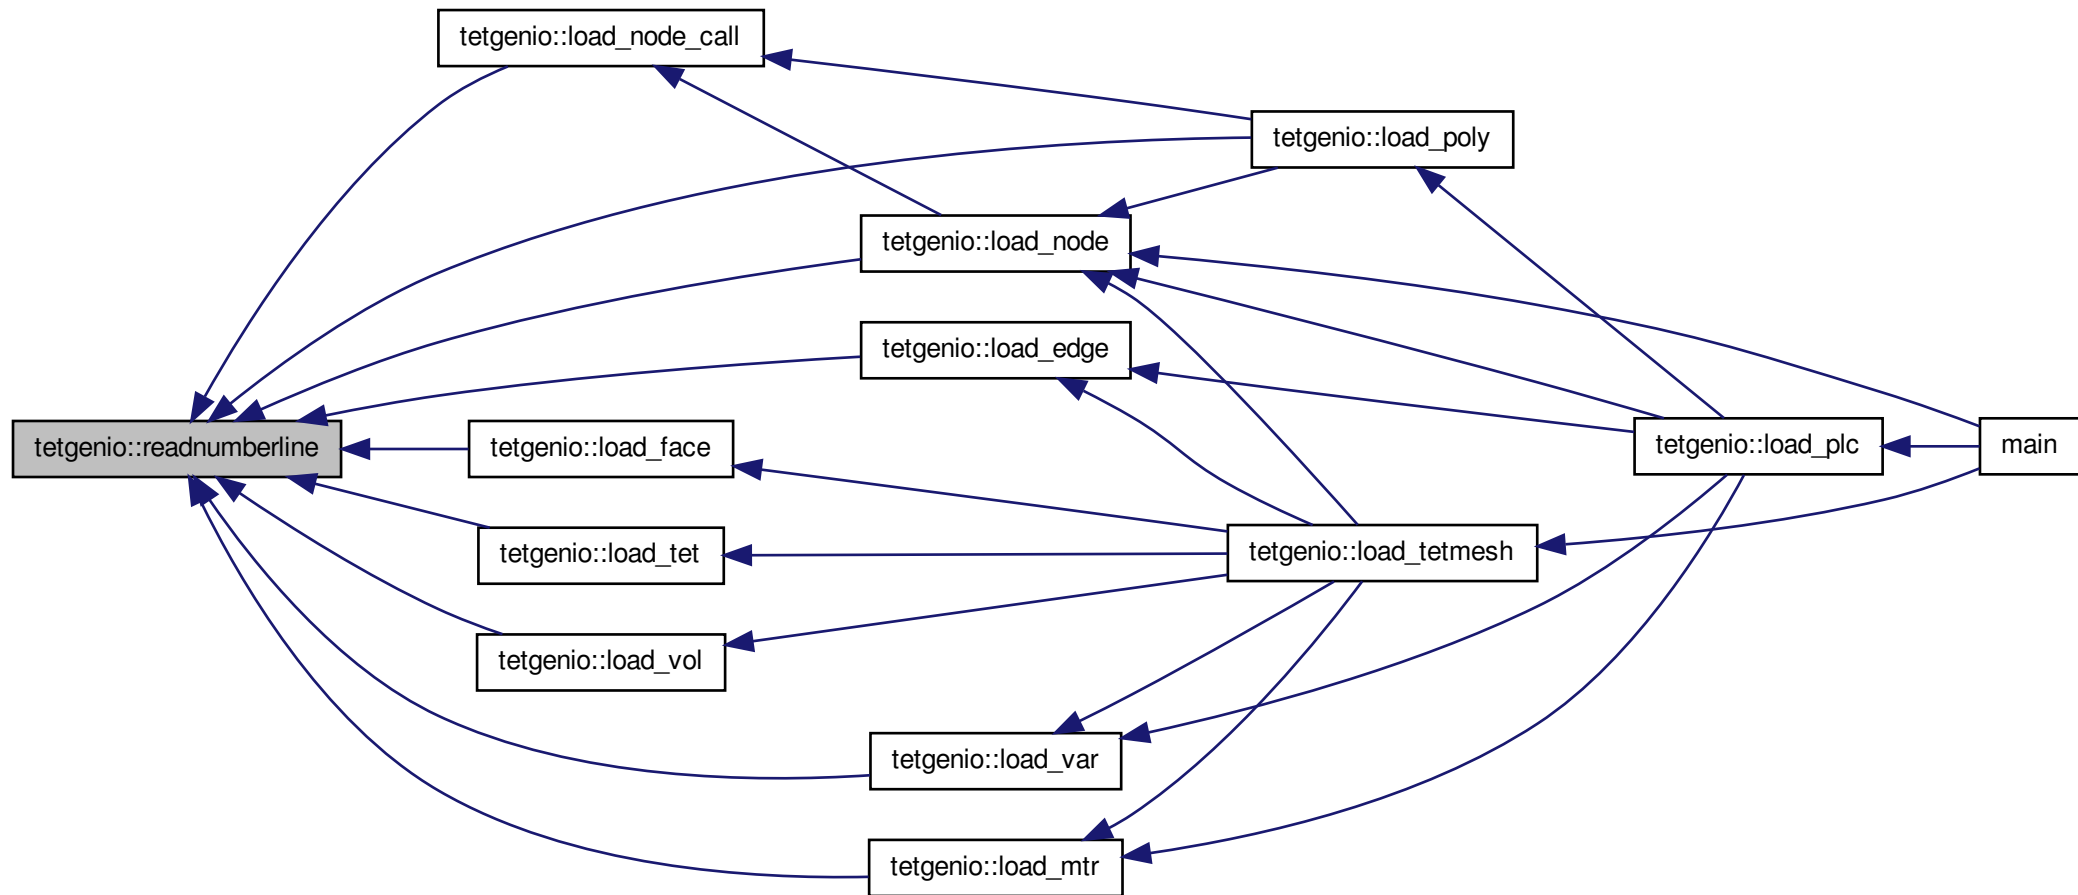 tetgenio::load_node_call
tetgenio::load_poly
tetgenio::load_node
tetgenio::load_edge
tetgenio::readnumberline
tetgenio::load_face
tetgenio::load_plc
main
tetgenio::load_tet
tetgenio::load_tetmesh
tetgenio::load_vol
tetgenio::load_var
tetgenio::load_mtr